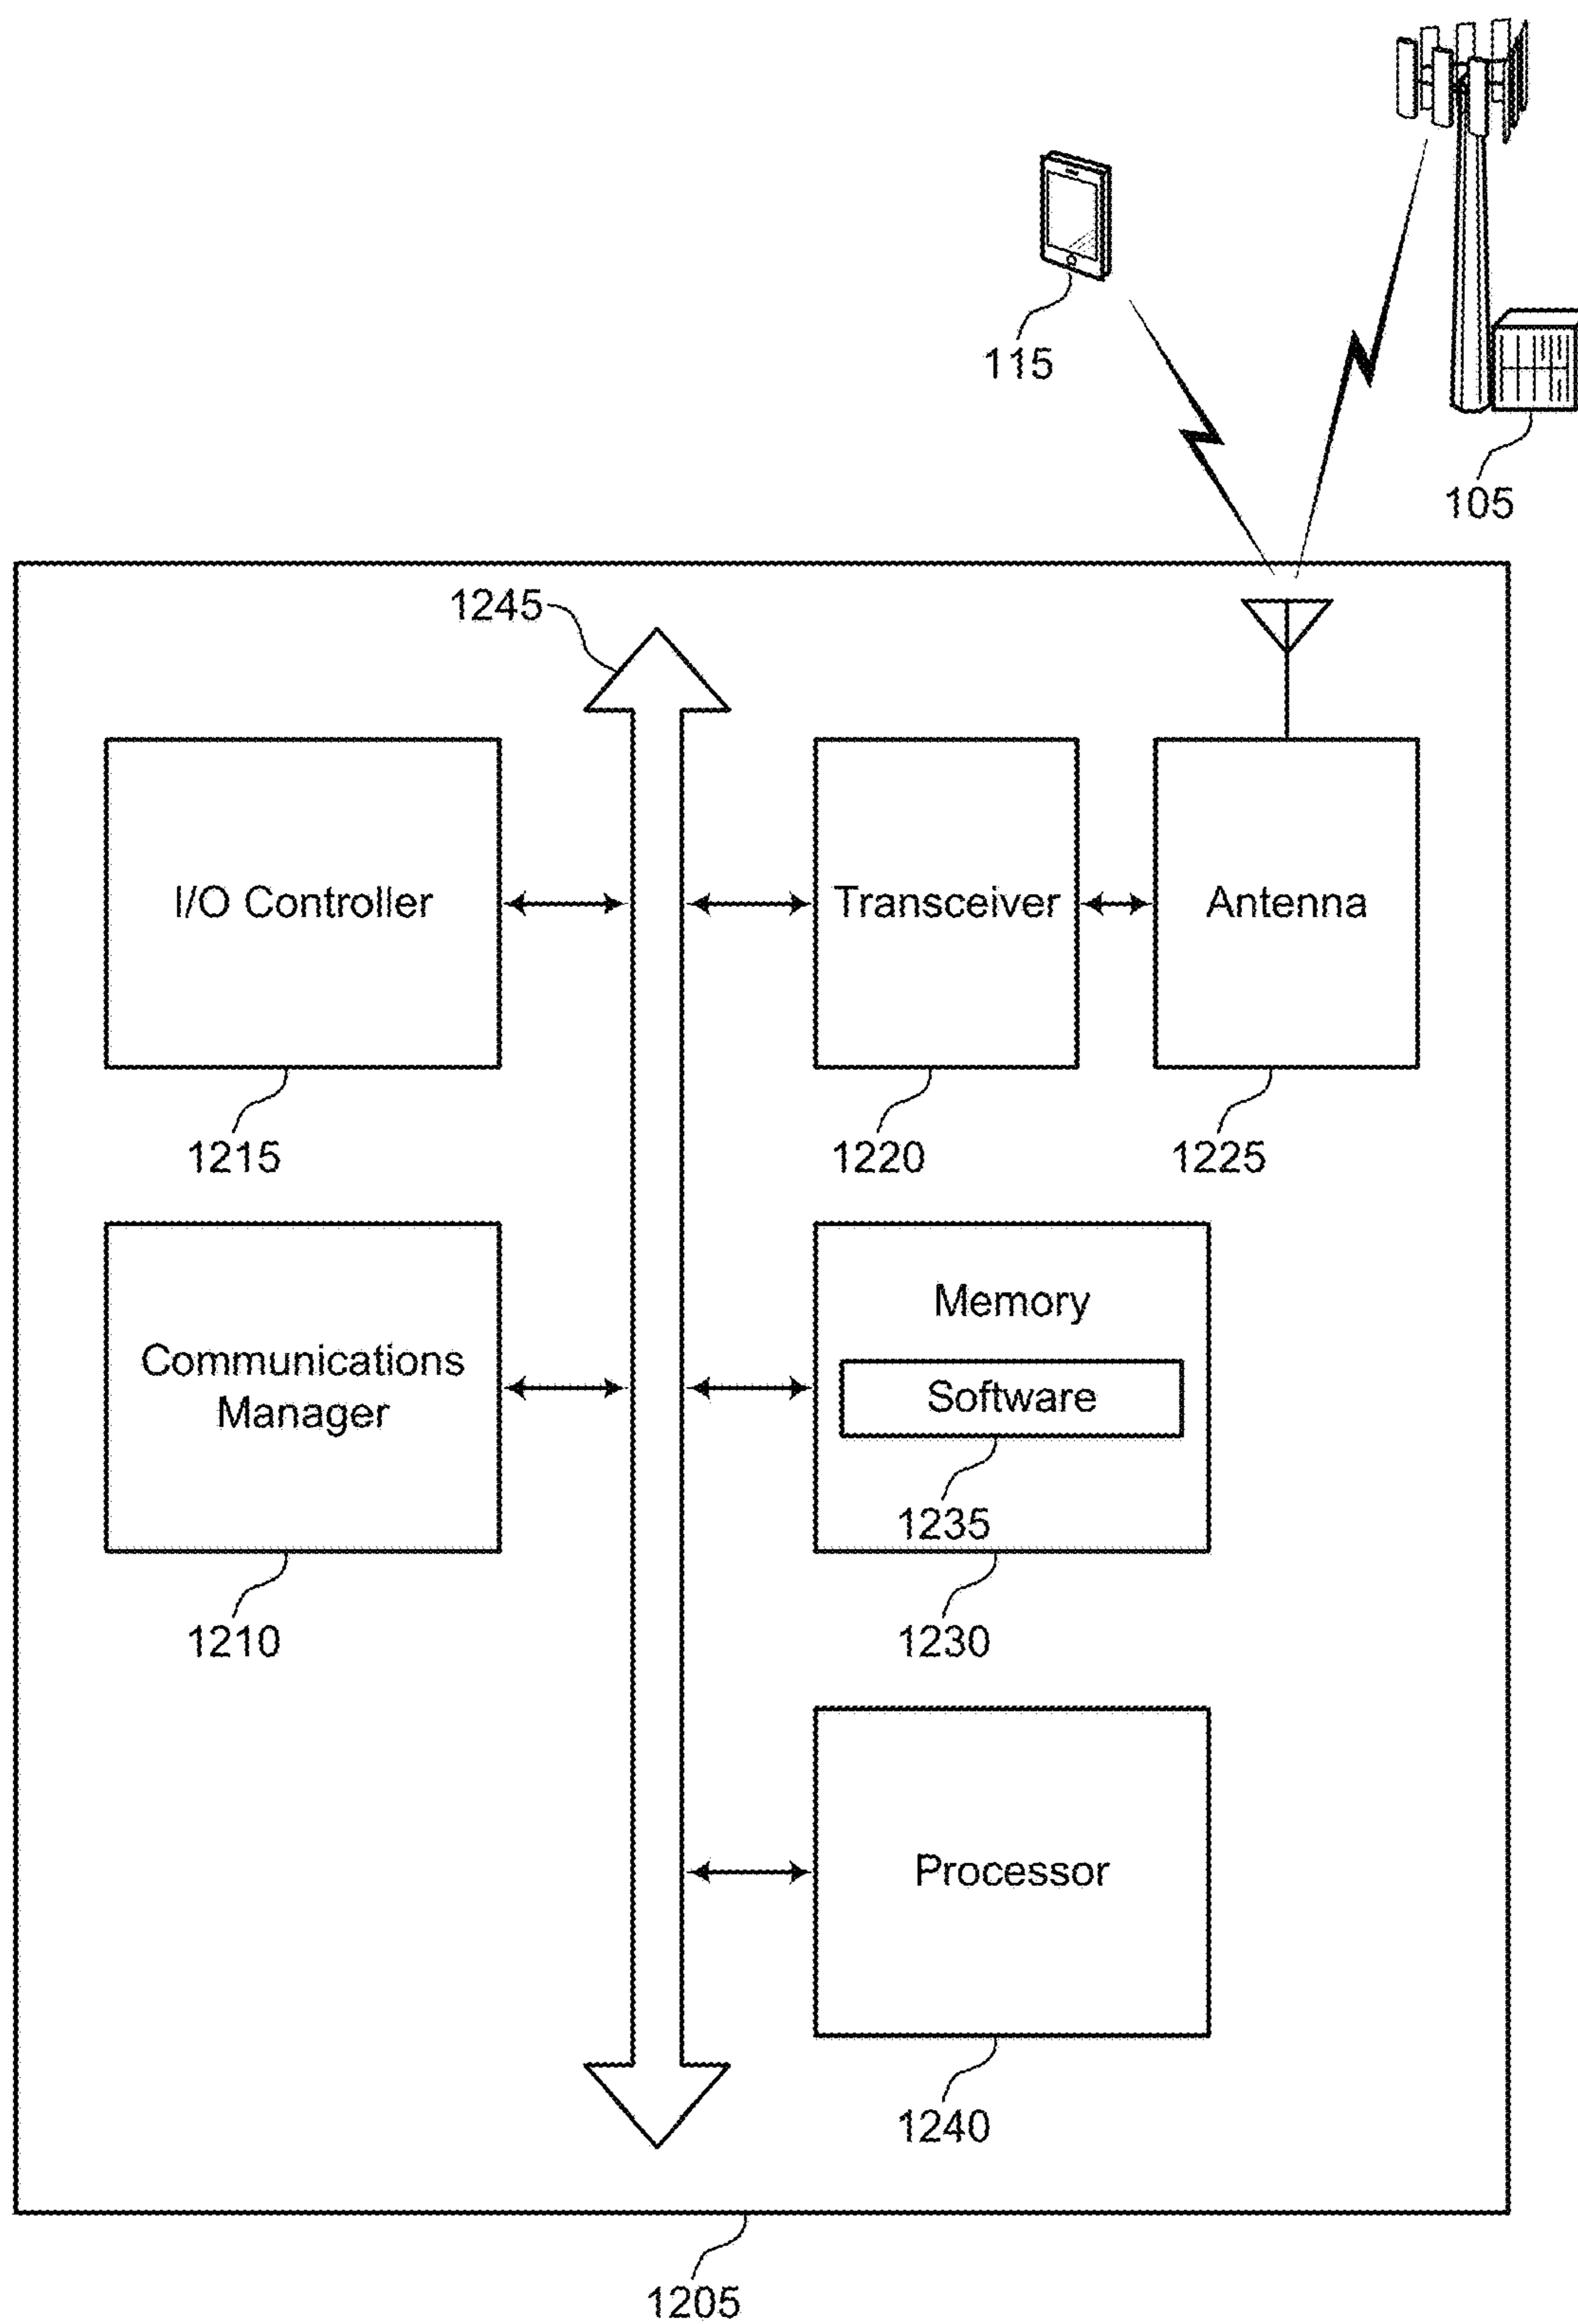 115
105
1245
I/O Controller
Transceiver
Antenna
1215
1220
1225
Communications
Manager
Memory
Software
1235
1210
1230
Processor
1240
1205